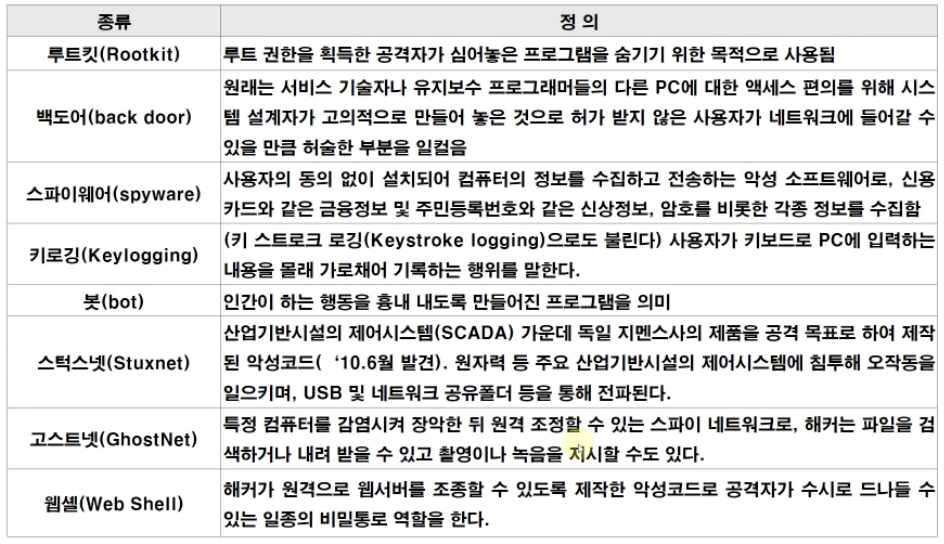 종류
정 의
루트킷(Rootkit)
루트 권한을 획득한 공격자가 심어놓은 프로그램을 숨기기 위한 목적으로 사용됨
백도어(back door)
원래는 서비스 기술자나 유지보수 프로그래머들의 다른 PC에 대한 액세스 편의를 위해 시스
템 설계자가 고의적으로 만들어 놓은 것으로 허가 받지 않은 사용자가 네트워크에 들어갈 수
있을 만큼 허술한 부분을 일컬음
스파이웨어(spyware)
사용자의 동의 없이 설치되어 컴퓨터의 정보를 수집하고 전송하는 악성 소프트웨어로, 신용
카드와 같은 금융정보 및 주민등록번호와 같은 신상정보, 암호를 비롯한 각종 정보를 수집함
키로깅(Keylogging)
(키 스트로크 로깅(Keystroke logging)으로도 불린다) 사용자가 키보드로 PC에 입력하는
내용을 몰래 가로채어 기록하는 행위를 말한다.
봇(bot)
인간이 하는 행동을 흉내 내도록 만들어진 프로그램을 의미
스턱스넷(Stuxnet)
산업기반시설의 제어시스템(SCADA) 가운데 독일 지멘스사의 제품을 공격 목표로 하여 제작
된 악성코드( ‘10.6월 발견). 원자력 등 주요 산업기반시설의 제어시스템에 침투해 오작동을
일으키며, USB 및 네트워크 공유폴더 등을 통해 전파된다.
고스트넷(GhostNet)
특정 컴퓨터를 감염시켜 장악한 뒤 원격 조정할 수 있는 스파이 네트워크로, 해커는 파일을 검
색하거나 내려 받을 수 있고 촬영이나 녹음을 지시할 수도 있다.
웹셸(Web Shell)
해커가 원격으로 웹서버를 조종할 수 있도록 제작한 악성코드로 공격자가 수시로 드나들 수
있는 일종의 비밀통로 역할을 한다.